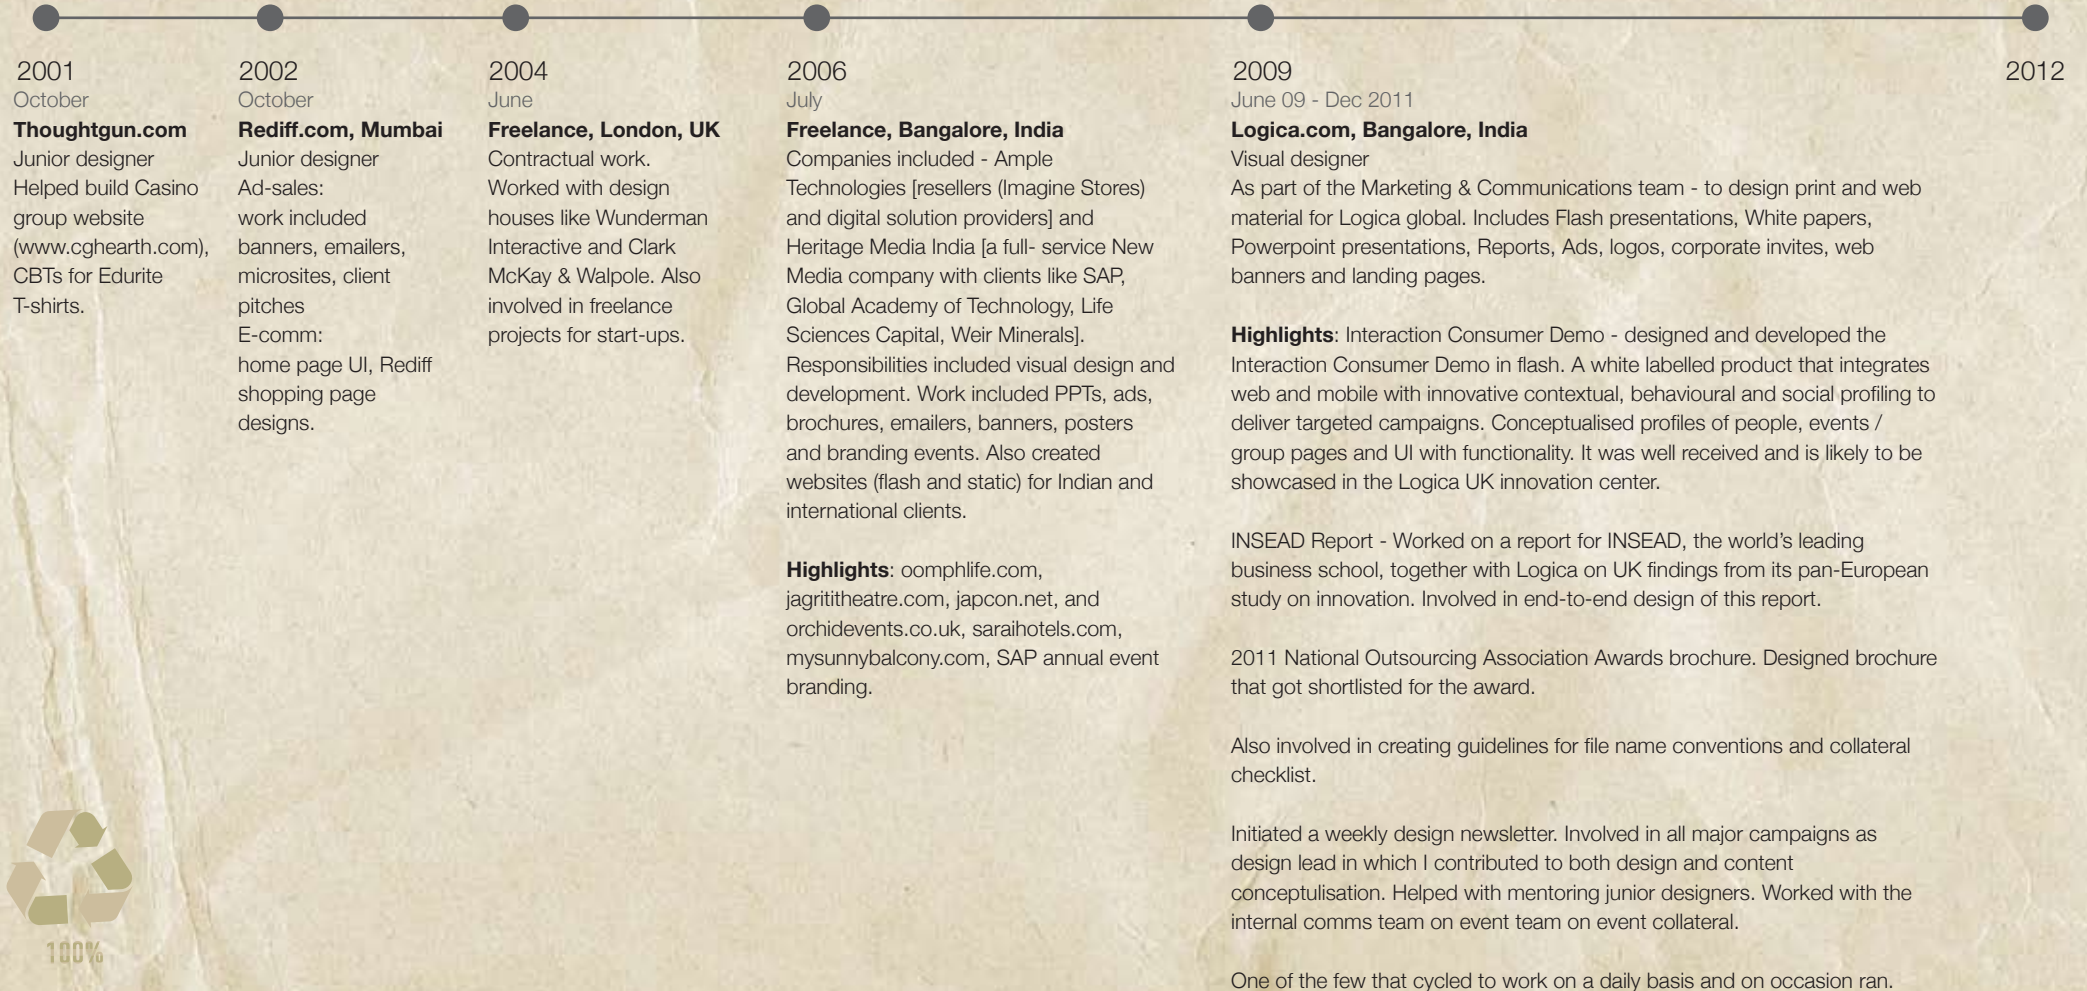 2001
October
Thoughtgun.com
Junior designer
Helped build Casino
group website
(www.cghearth.com),
CBTs for Edurite
T-shirts.
2002
October
Rediff.com, Mumbai
Junior designer
Ad-sales:
work included
banners, emailers,
microsites, client
pitches
E-comm:
home page UI, Rediff
shopping page
designs.
2004
June
Freelance, London, UK
Contractual work.
Worked with design
houses like Wunderman
Interactive and Clark
McKay & Walpole. Also
involved in freelance
projects for start-ups.
2006
July
Freelance, Bangalore, India
Companies included - Ample
Technologies [resellers (Imagine Stores)
and digital solution providers] and
Heritage Media India [a full- service New
Media company with clients like SAP,
Global Academy of Technology, Life
Sciences Capital, Weir Minerals].
Responsibilities included visual design and
development. Work included PPTs, ads,
brochures, emailers, banners, posters
and branding events. Also created
websites (flash and static) for Indian and
international clients.
Highlights: oomphlife.com,
jagrititheatre.com, japcon.net, and
orchidevents.co.uk, saraihotels.com,
mysunnybalcony.com, SAP annual event
branding.
2009
June 09 - Dec 2011
Logica.com, Bangalore, India
Visual designer
As part of the Marketing & Communications team - to design print and web
material for Logica global. Includes Flash presentations, White papers,
Powerpoint presentations, Reports, Ads, logos, corporate invites, web
banners and landing pages.
Highlights: Interaction Consumer Demo - designed and developed the
Interaction Consumer Demo in flash. A white labelled product that integrates
web and mobile with innovative contextual, behavioural and social profiling to
deliver targeted campaigns. Conceptualised profiles of people, events /
group pages and UI with functionality. It was well received and is likely to be
showcased in the Logica UK innovation center.
INSEAD Report - Worked on a report for INSEAD, the world's leading
business school, together with Logica on UK findings from its pan-European
study on innovation. Involved in end-to-end design of this report.
2011 National Outsourcing Association Awards brochure. Designed brochure
that got shortlisted for the award.
Also involved in creating guidelines for file name conventions and collateral
checklist.
Initiated a weekly design newsletter. Involved in all major campaigns as
design lead in which I contributed to both design and content
conceptulisation. Helped with mentoring junior designers. Worked with the
internal comms team on event team on event collateral.
One of the few that cycled to work on a daily basis and on occasion ran.
2012
100%